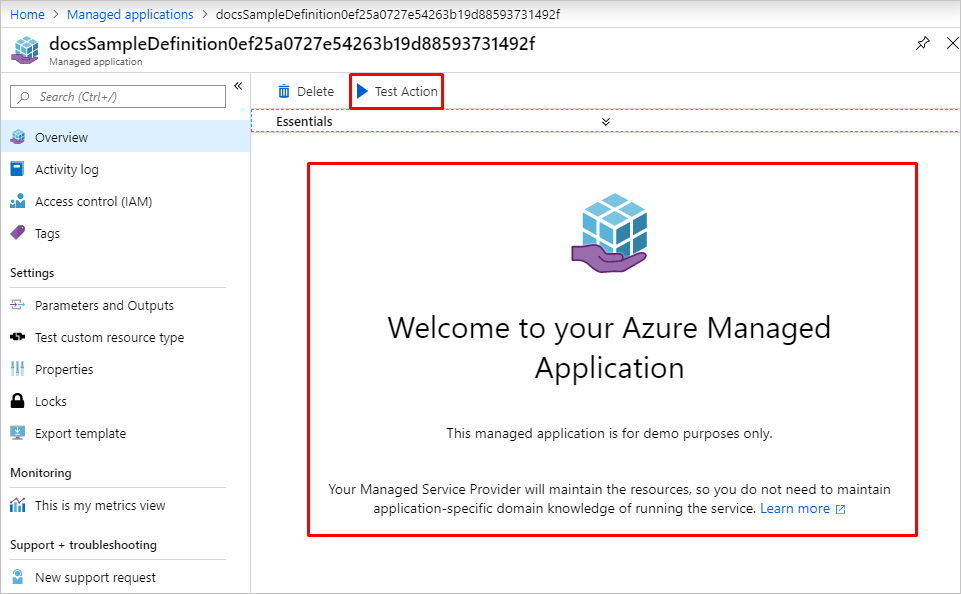 Home > Managed applications > docsSampleDefinition0ef25a0727e54263b19d88593731492f
docsSampleDefinition0ef25a0727e54263b19d88593731492f
Managed application
Search (Ctrl+/)
«
Overview
Activity log
Access control (IAM)
Tags
Settings
Parameters and Outputs
Test custom resource type
Properties
Locks
Export template
Monitoring
This is my metrics view
Support + troubleshooting
New support request
Delete
Test Action
Essentials
Welcome to your Azure Managed
Application
This managed application is for demo purposes only.
Your Managed Service Provider will maintain the resources, so you do not need to maintain
application-specific domain knowledge of running the service. Learn more